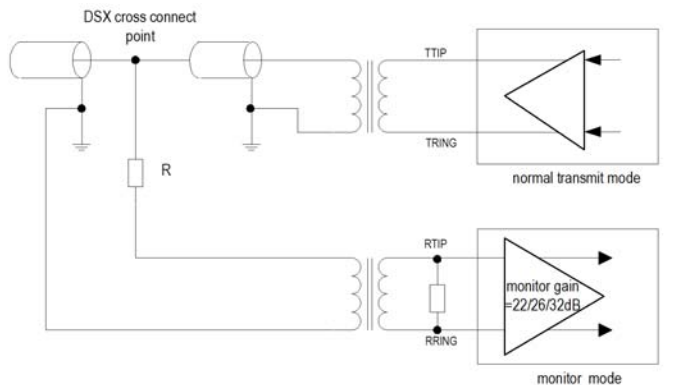 DSX cross connect
point
TTIP
TRING
normal transmit mode
R
RTIP
monitor gain
=22/26/32dB
RRING
monitor mode